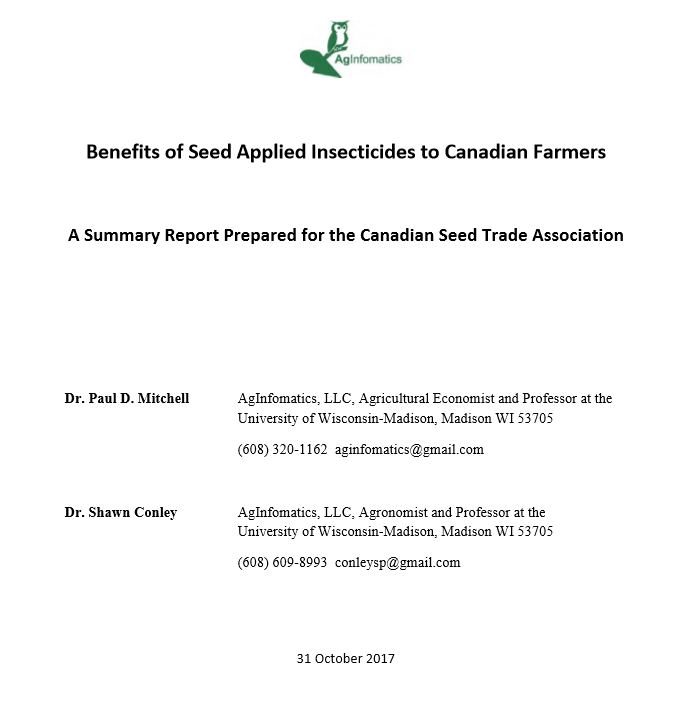 AgInfomatics
Benefits of Seed Applied Insecticides to Canadian Farmers
A Summary Report Prepared for the Canadian Seed Trade Association
Dr. Paul D. Mitchell
AgInfomatics, LLC, Agricultural Economist and Professor at the
University of Wisconsin-Madison, Madison WI 53705
(608) 320-1162  aginfomatics@gmail.com
Dr. Shawn Conley
AgInfomatics, LLC, Agronomist and Professor at the
University of Wisconsin-Madison, Madison WI 53705
(608) 609-8993  conleysp@gmail.com
31 October 2017